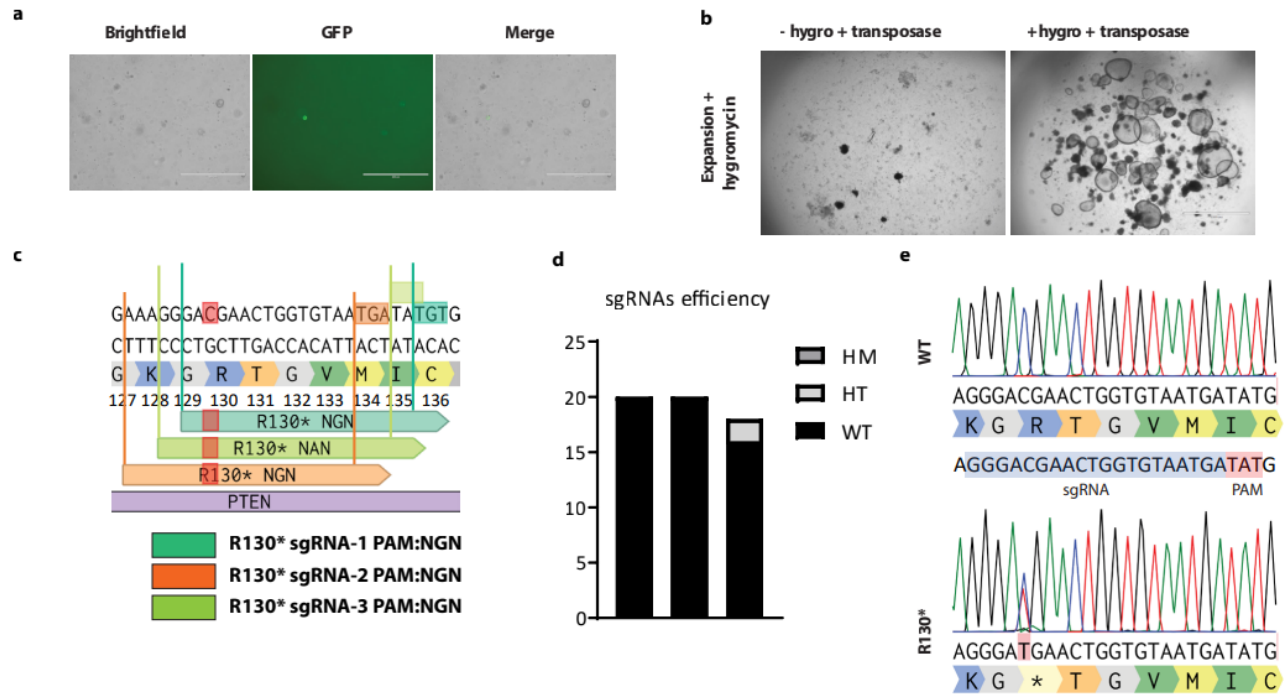 a
Brightfield
GFP
Merge
b
- hygro + transposase
+hygro + transposase
Expansion +
hygromycin
c
GAAAGGGACGAACTGGTGTAATGATATGTG
CTTTCCCTGCTTGACCACATTACTATACAC
G K G R T G V M I C
127 128 129 130 131 132 133 134 135 136
R130* NGN
R130* NAN
R130* NGN
PTEN
R130* sgRNA-1 PAM:NGN
R130* sgRNA-2 PAM:NGN
R130* sgRNA-3 PAM:NGN
d
sgRNAs efficiency
25
20
15
10
5
0
HM
HT
WT
e
WT
AGGGACGAACTGGTGTAATGATATG
K G R T G V M I C
AGGGACGAACTGGTGTAATGATATG
sgRNA
PAM
R130*
AGGGATGAACTGGTGTAATGATATG
K G * T G V M I C